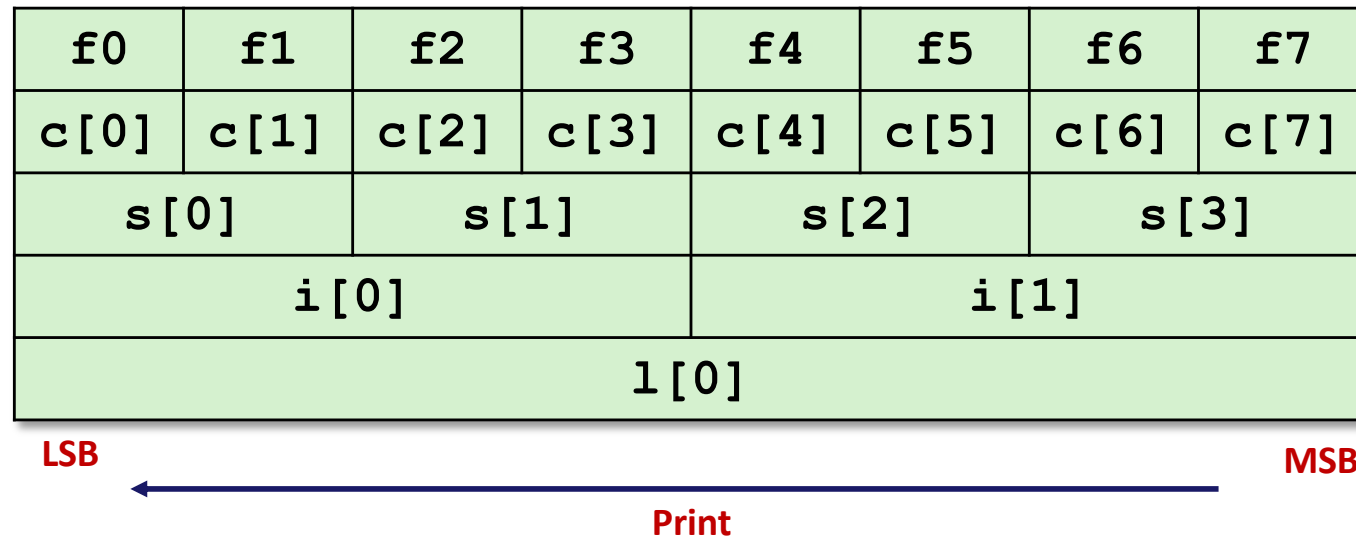 f0 f1 f2 f3 f4 f5 f6 f7
c[0] c[1] c[2] c[3] c[4] c[5] c[6] c[7]
s[0] s[1] s[2] s[3]
i[0] i[1]
l[0]
LSB MSB
Print